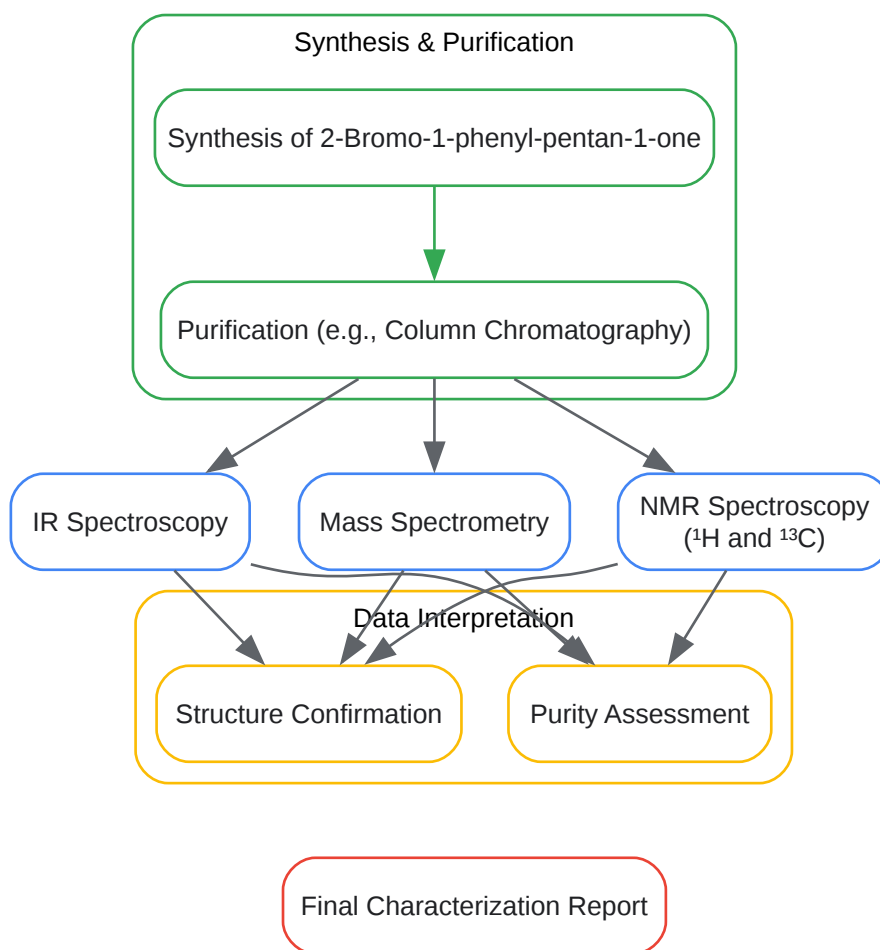 Synthesis & Purification
Synthesis of 2-Bromo-1-phenyl-pentan-1-one
Purification (e.g., Column Chromatography)
IR Spectroscopy
Mass Spectrometry
NMR Spectroscopy
(¹H and ¹³C)
Data Interpretation
Structure Confirmation
Purity Assessment
Final Characterization Report